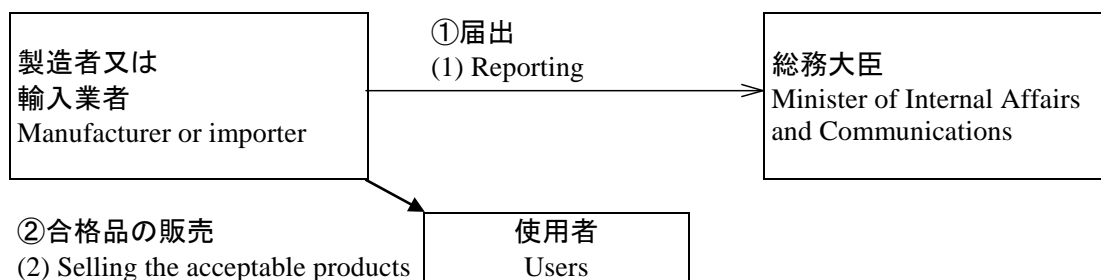 製造者又は
輸入業者
Manufacturer or importer
①届出
(1) Reporting
総務大臣
Minister of Internal Affairs
and Communications
②合格品の販売
(2) Selling the acceptable products
使用者
Users